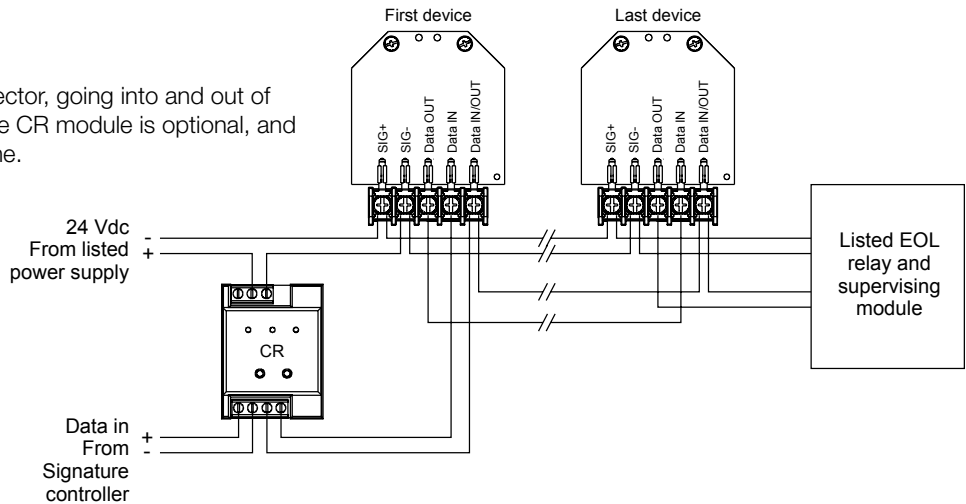 First device
Last device
ector, going into and out of
e CR module is optional, and
ne.
SIG+
SIG-
Data OUT
Data IN
Data IN/OUT
SIG+
SIG-
Data OUT
Data IN
Data IN/OUT
24 Vdc -
From listed +
power supply
Listed EOL
relay and
supervising
module
CR
Data in +
From -
Signature
controller